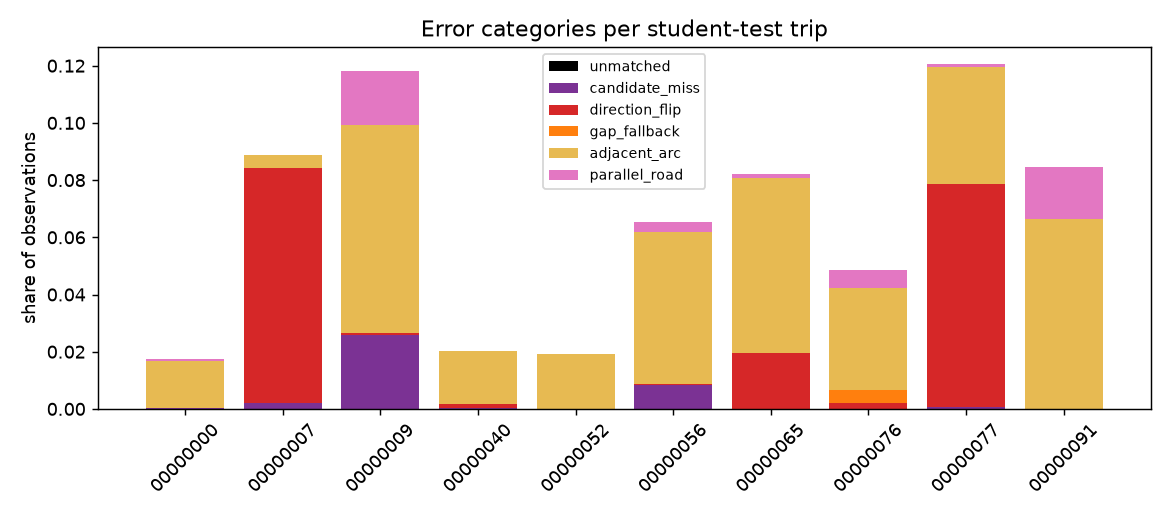 Error categories per student-test trip
unmatched
candidate_miss
direction_flip
gap_fallback
adjacent_arc
parallel_road
share of observations
0.12
0.10
0.08
0.06
0.04
0.02
0.00
00000000
00000007
00000009
00000040
00000052
00000056
00000065
00000076
00000077
00000091